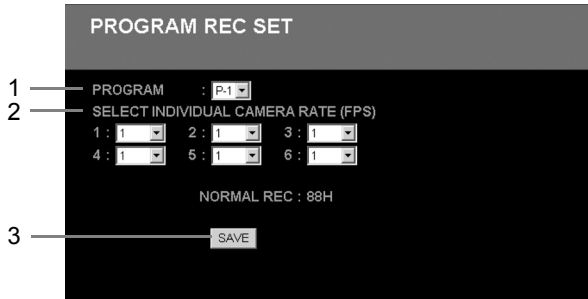 PROGRAM REC SET
1 PROGRAM : P-1
2 SELECT INDIVIDUAL CAMERA RATE (FPS)
1 : 1 2 : 1 3 : 1
4 : 1 5 : 1 6 : 1
NORMAL REC : 88H
3 SAVE